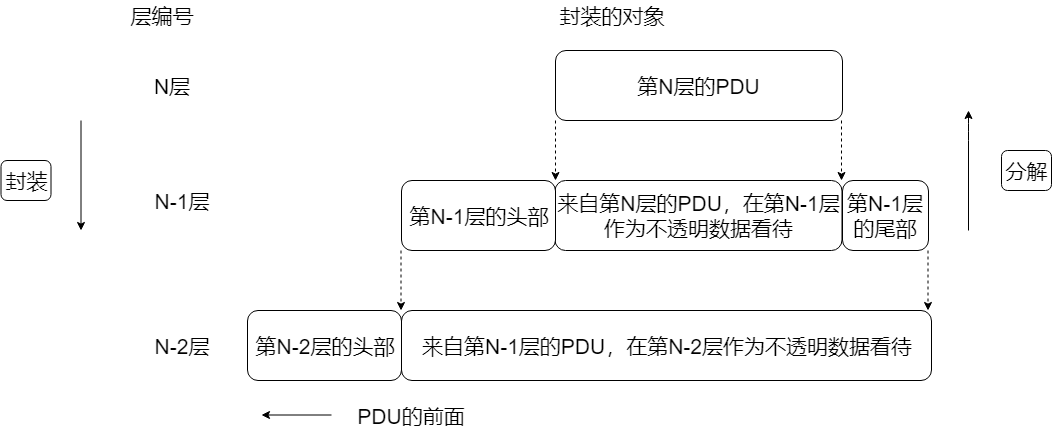 层编号
封装的对象
N层
第N层的PDU
封装
分解
N-1层
第N-1层的头部
来自第N层的PDU，在第N-1层
作为不透明数据看待
第N-1层
的尾部
N-2层
第N-2层的头部
来自第N-1层的PDU，在第N-2层作为不透明数据看待
PDU的前面